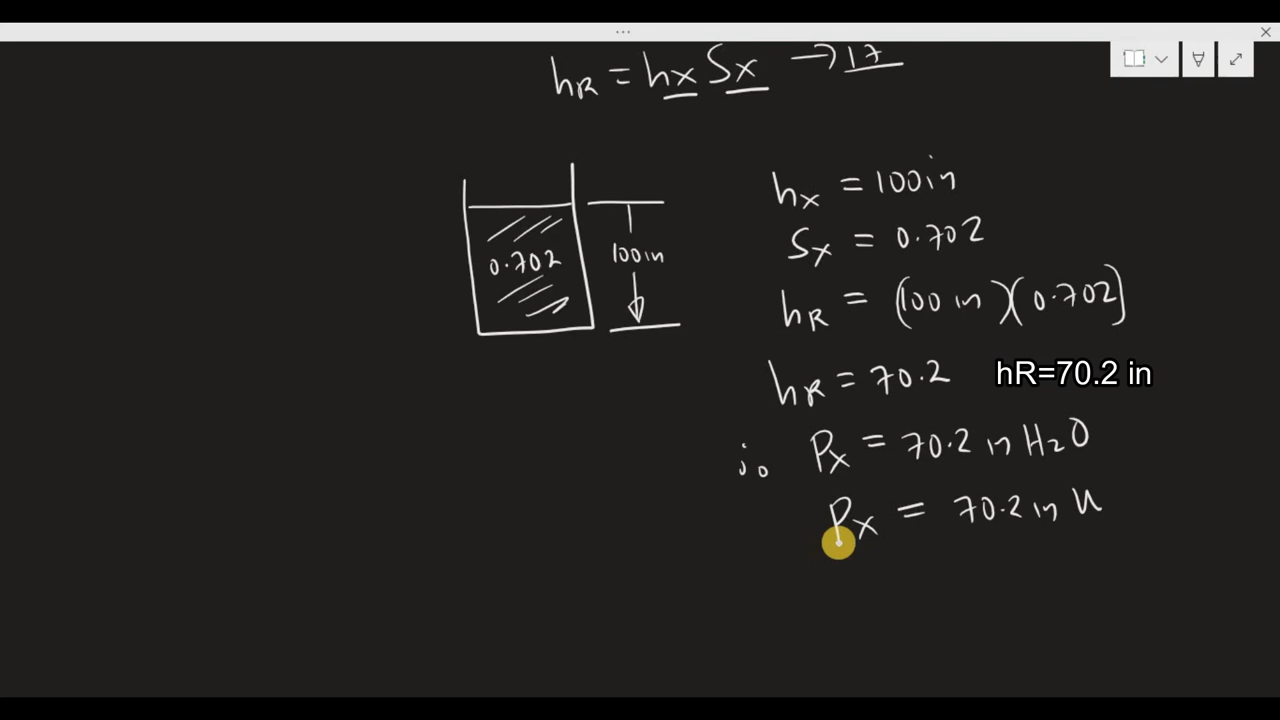 hR = hx Sx → 17
hx = 100in
0.702
100in
Sx = 0.702
hR = (100 in)(0.702)
hR = 70.2
hR=70.2 in
Px = 70.2 in H2O
Px = 70.2 in